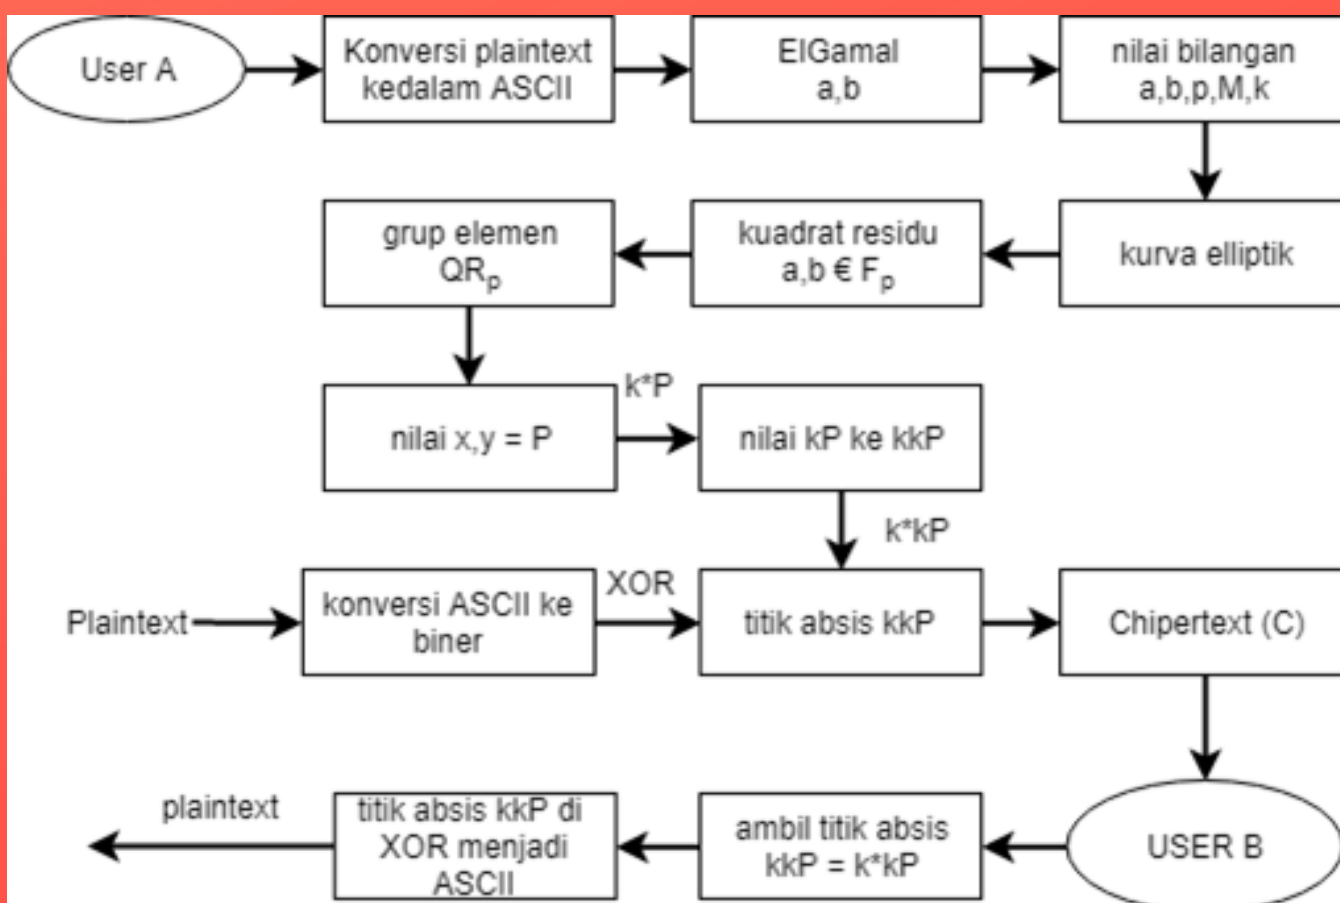 User A
Konversi plaintext
kedalam ASCII
ElGamal
a,b
nilai bilangan
a,b,p,M,k
grup elemen
QRₚ
kuadrat residu
a,b € Fₚ
kurva elliptik
nilai x,y = P
k*P
nilai kP ke kkP
k*kP
Plaintext
konversi ASCII ke
biner
XOR
titik absis kkP
Chipertext (C)
plaintext
titik absis kkP di
XOR menjadi
ASCII
ambil titik absis
kkP = k*kP
USER B